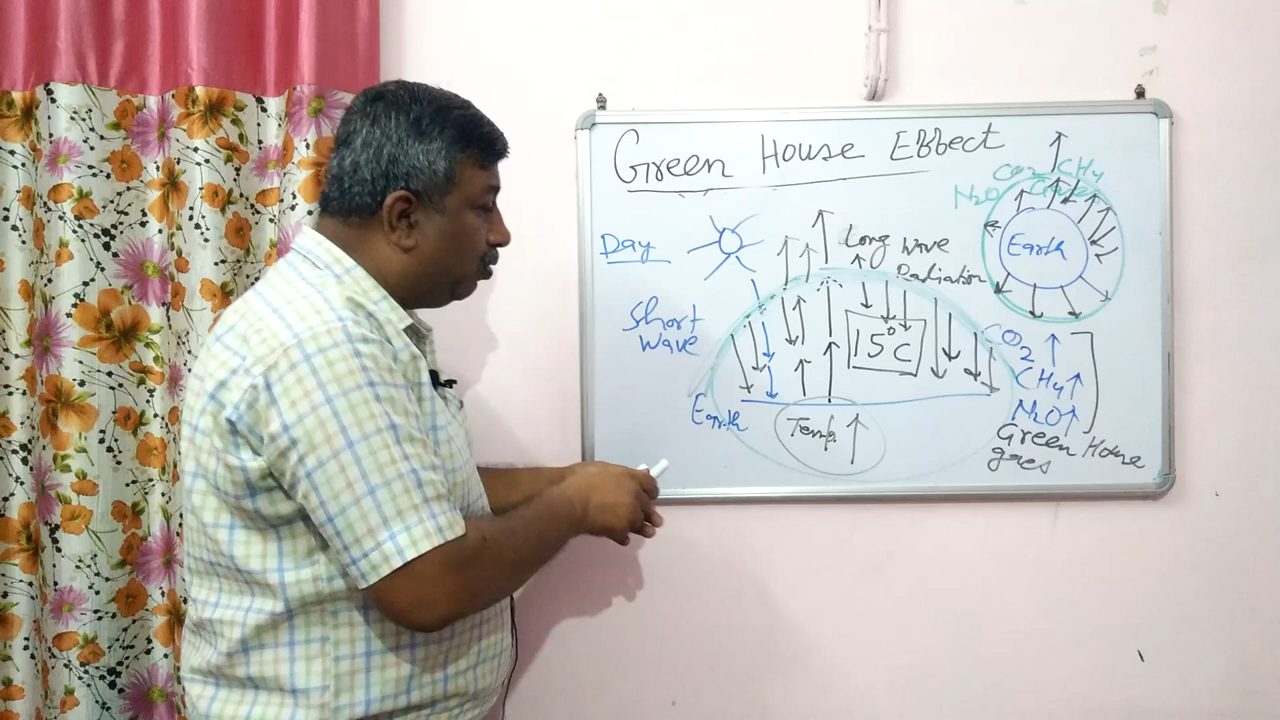 Green House Effect
CO2 CH4
N2O
Earth
Day
Long Wave
Radiation
Short
Wave
15°C
Earth
Temp. ↑
CO2 ↑
CH4 ↑
N2O ↑
Green House
gases